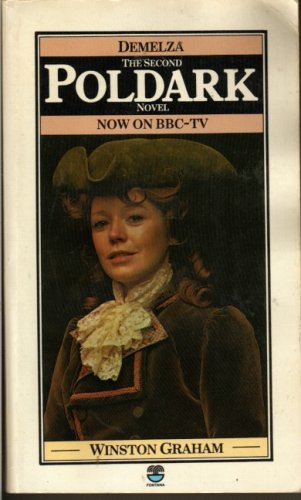 DEMELZA
THE SECOND
POLDARK
NOVEL
NOW ON BBC-TV
WINSTON GRAHAM
FONTANA